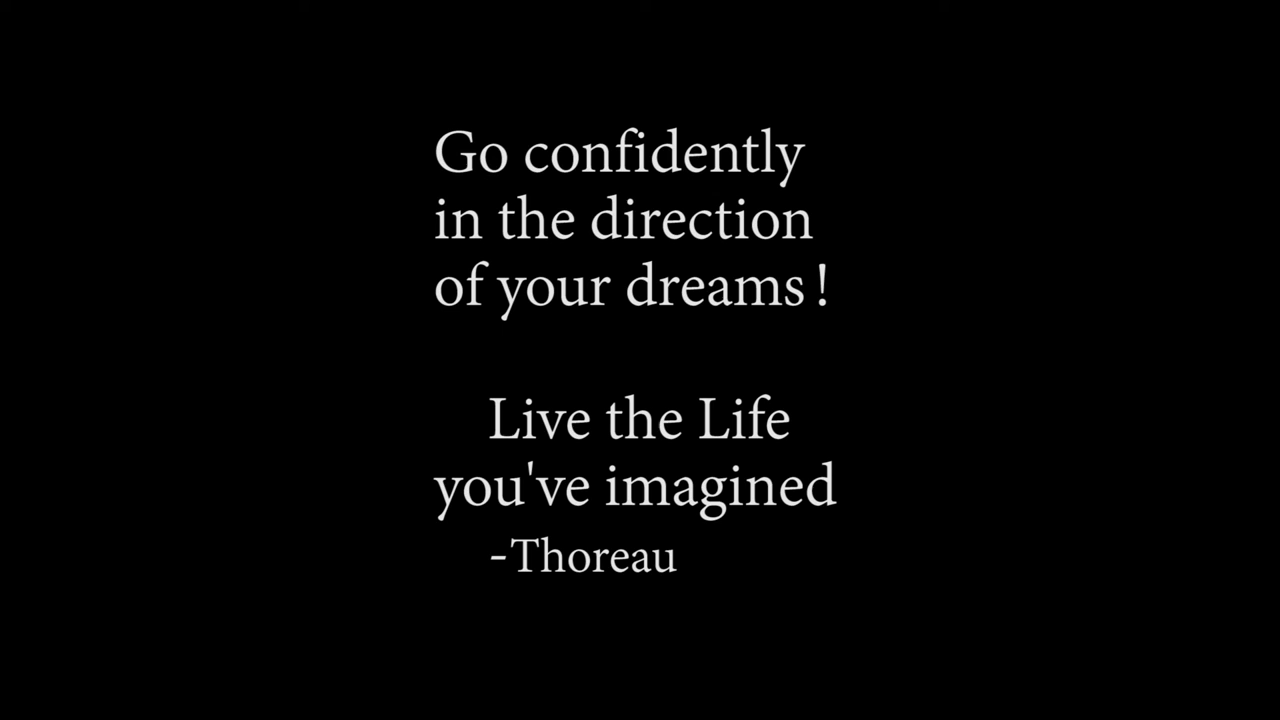 Go confidently
in the direction
of your dreams !
Live the Life
you've imagined
-Thoreau